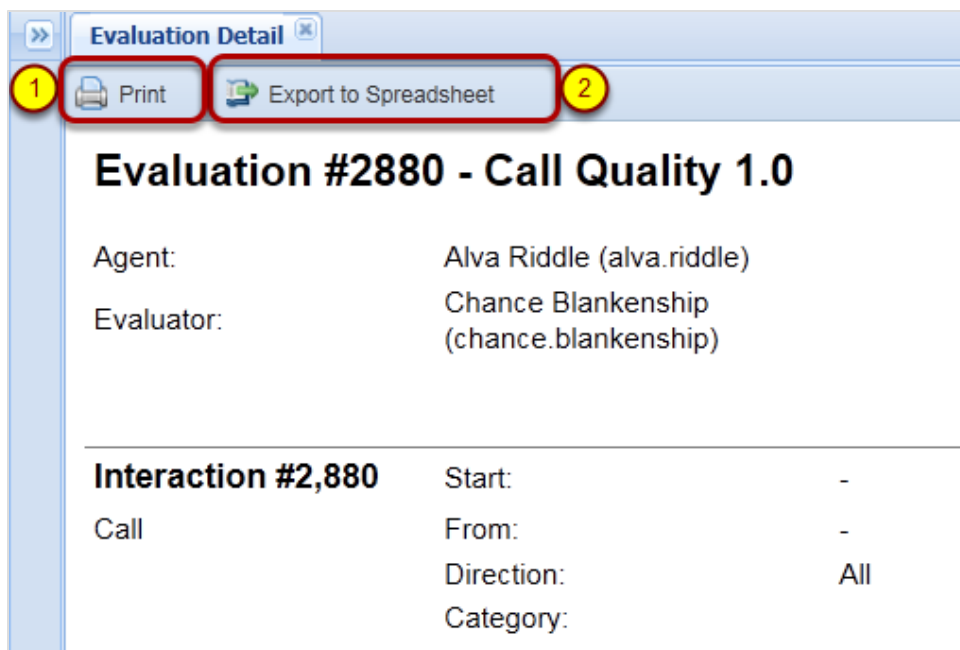 Evaluation Detail
1 Print Export to Spreadsheet 2
Evaluation #2880 - Call Quality 1.0
Agent: Alva Riddle (alva.riddle)
Evaluator: Chance Blankenship
(chance.blankenship)
Interaction #2,880 Start: -
Call From: -
Direction: All
Category: